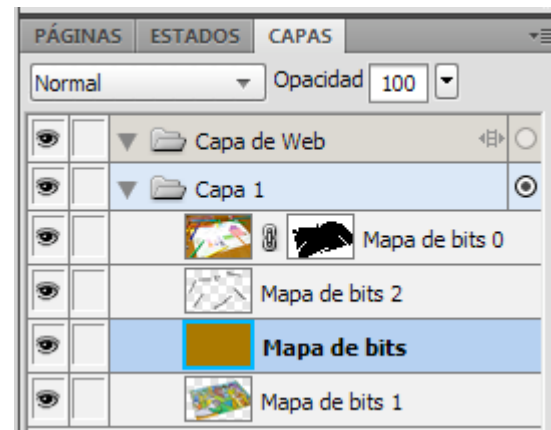 PÁGINAS ESTADOS CAPAS
Normal Opacidad 100
Capa de Web
Capa 1
Mapa de bits 0
Mapa de bits 2
Mapa de bits
Mapa de bits 1